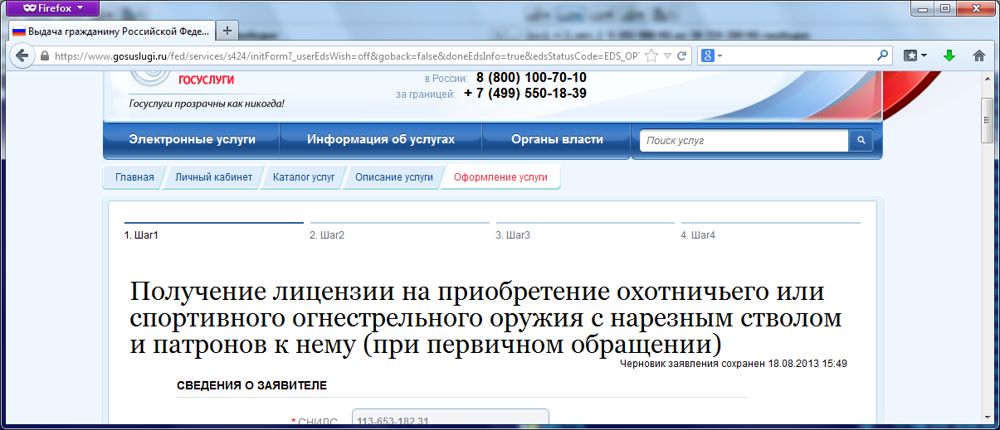 Firefox
Выдача гражданину Российской Феде...
https://www.gosuslugi.ru/fed/services/s424/initForm?_userEdsWish=off&goback=false&doneEdsInfo=true&edsStatusCode=EDS_OP
ГОСУСЛУГИ
Госуслуги прозрачны как никогда!
в России: 8 (800) 100-70-10
за границей: + 7 (499) 550-18-39
Электронные услуги Информация об услугах Органы власти Поиск услуг
Главная Личный кабинет Каталог услуг Описание услуги Оформление услуги
1. Шаг1 2. Шаг2 3. Шаг3 4. Шаг4
Получение лицензии на приобретение охотничьего или
спортивного огнестрельного оружия с нарезным стволом
и патронов к нему (при первичном обращении)
Черновик заявления сохранен 18.08.2013 15:49
СВЕДЕНИЯ О ЗАЯВИТЕЛЕ
* СНИЛС 113-653-182 31